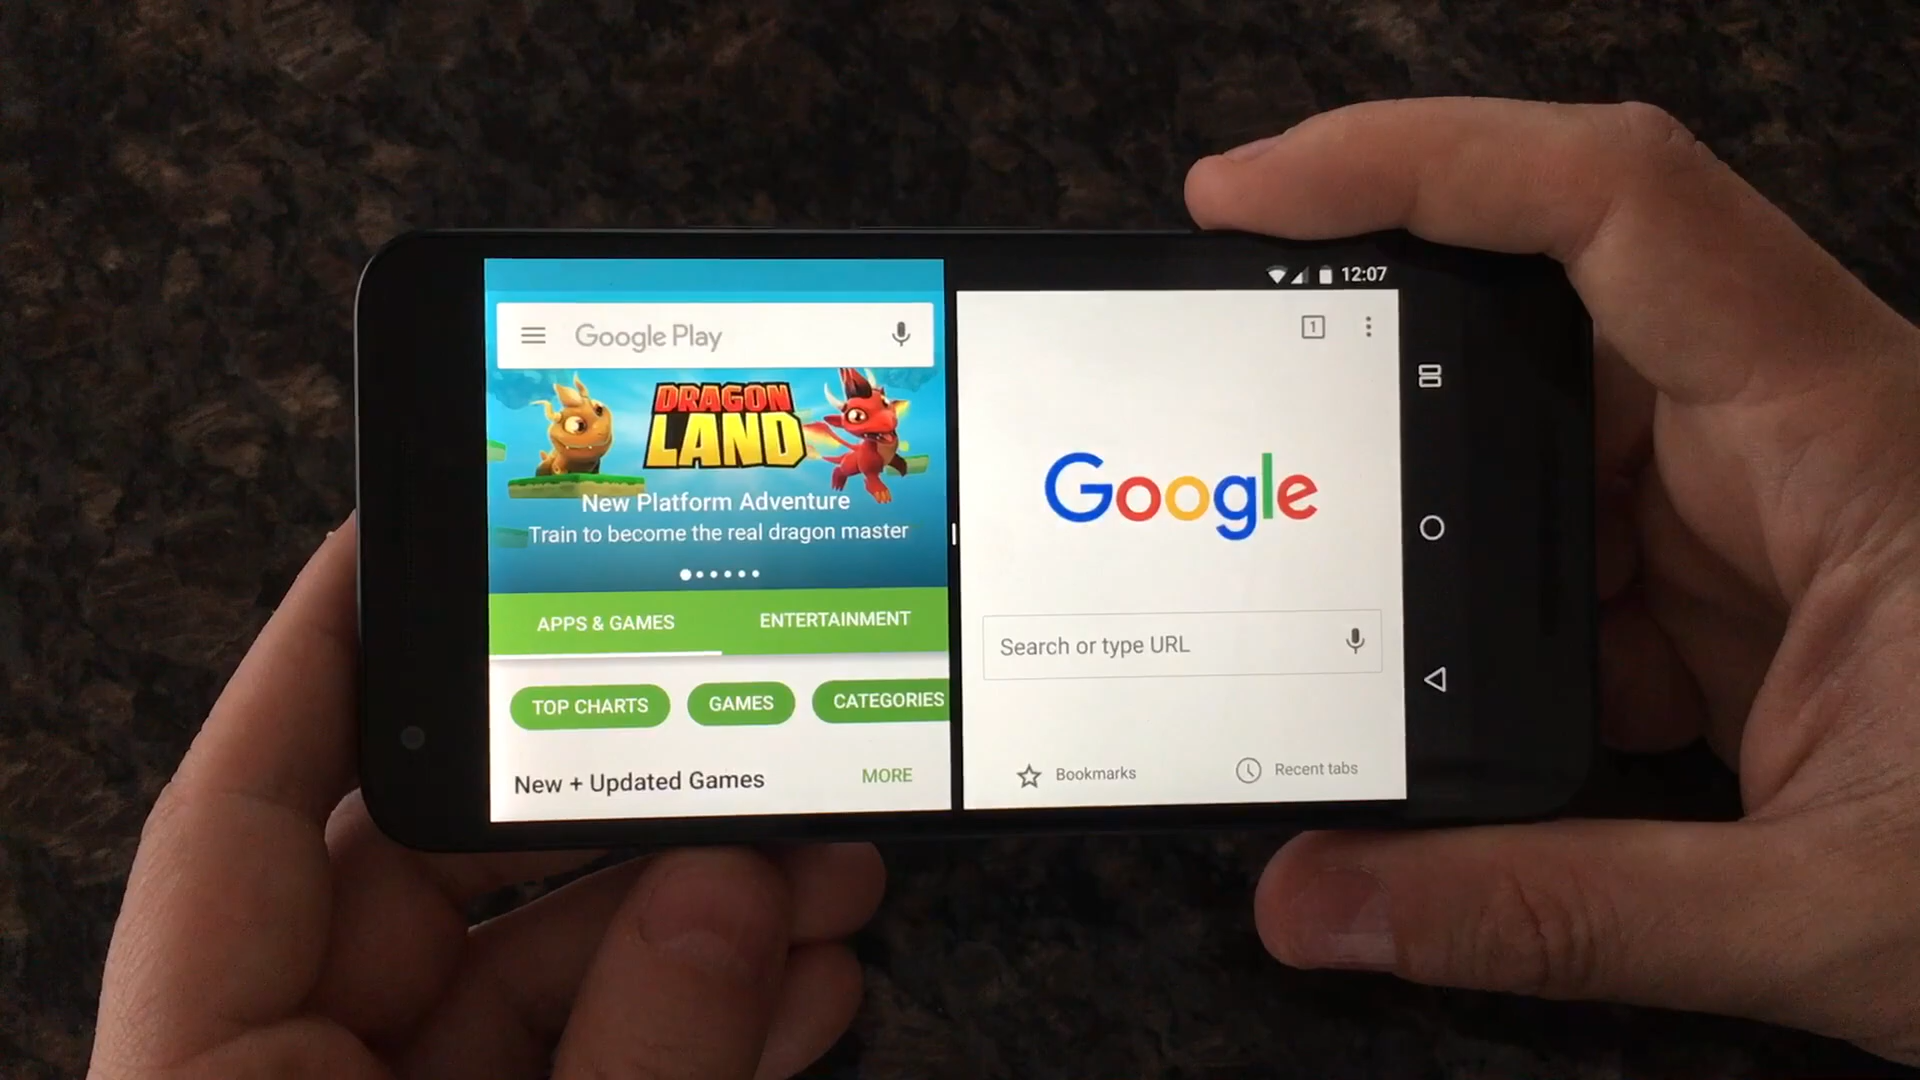 Google Play
DRAGON
LAND
New Platform Adventure
Train to become the real dragon master
APPS & GAMES
ENTERTAINMENT
TOP CHARTS
GAMES
CATEGORIES
New + Updated Games
MORE
12:07
1
Google
Search or type URL
Bookmarks
Recent tabs